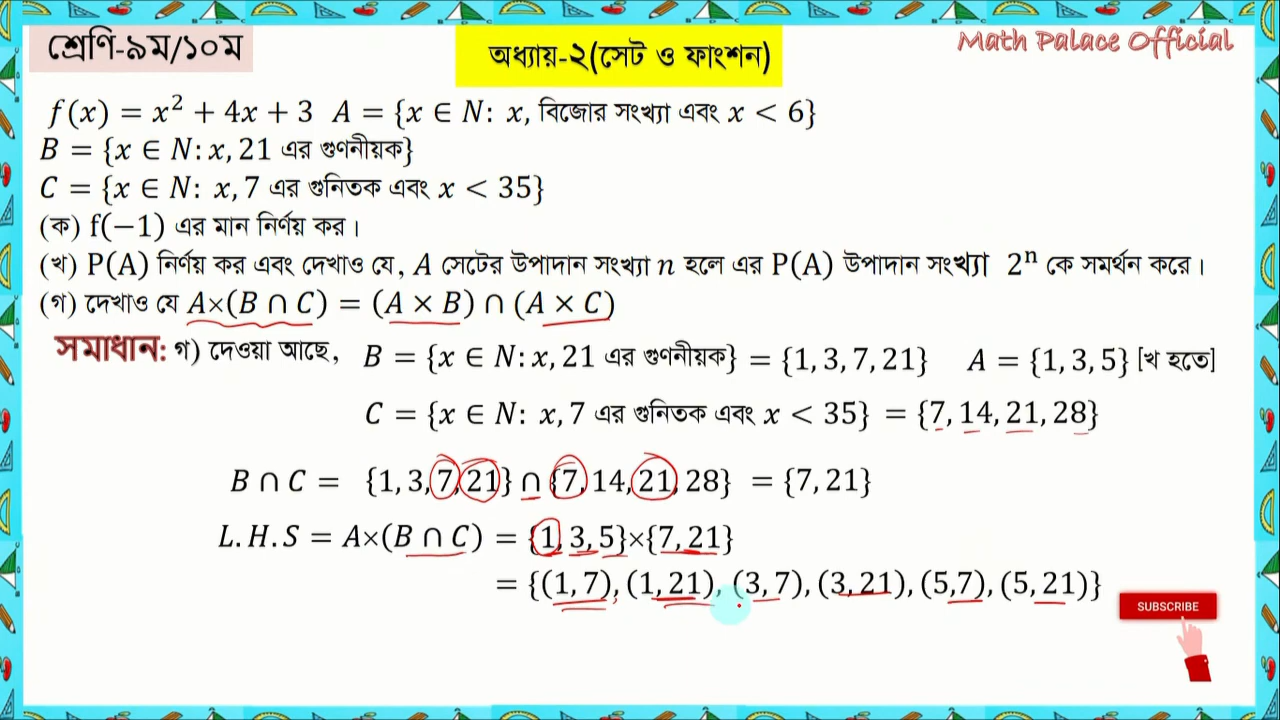 শ্রেণি-৯ম/১০ম
অধ্যায়-২(সেট ও ফাংশন)
Math Palace Official
f(x) = x² + 4x + 3 A = {x ∈ N: x, বিজোর সংখ্যা এবং x < 6}
B = {x ∈ N: x, 21 এর গুণনীয়ক}
C = {x ∈ N: x, 7 এর গুনিতক এবং x < 35}
(ক) f(−1) এর মান নির্ণয় কর।
(খ) P(A) নির্ণয় কর এবং দেখাও যে, A সেটের উপাদান সংখ্যা n হলে এর P(A) উপাদান সংখ্যা 2ⁿ কে সমর্থন করে।
(গ) দেখাও যে A×(B ∩ C) = (A × B) ∩ (A × C)
সমাধান: গ) দেওয়া আছে, B = {x ∈ N: x, 21 এর গুণনীয়ক} = {1, 3, 7, 21} A = {1, 3, 5} [খ হতে]
C = {x ∈ N: x, 7 এর গুনিতক এবং x < 35} = {7, 14, 21, 28}
B ∩ C = {1, 3, 7, 21} ∩ {7, 14, 21, 28} = {7, 21}
L.H.S = A×(B ∩ C) = {1, 3, 5}×{7, 21}
= {(1, 7), (1, 21), (3, 7), (3, 21), (5,7), (5, 21)}
SUBSCRIBE